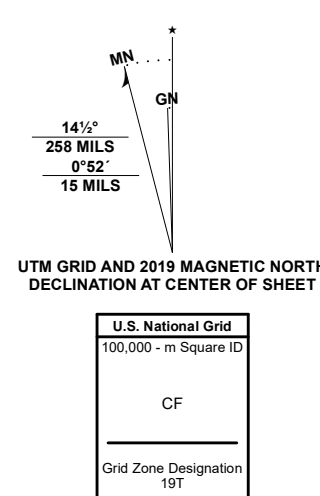 ★
MN
GN
14½°
258 MILS
0°52´
15 MILS
UTM GRID AND 2019 MAGNETIC NORTH
DECLINATION AT CENTER OF SHEET
U.S. National Grid
100,000 - m Square ID
CF
Grid Zone Designation
19T